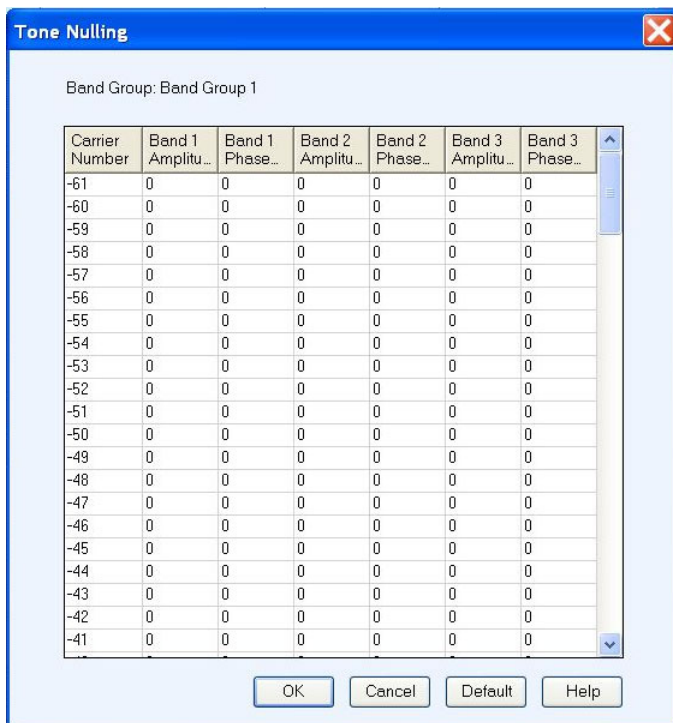 Tone Nulling
Band Group: Band Group 1
Carrier Number Band 1 Amplitu... Band 1 Phase... Band 2 Amplitu... Band 2 Phase... Band 3 Amplitu... Band 3 Phase...
-61 0 0 0 0 0 0
-60 0 0 0 0 0 0
-59 0 0 0 0 0 0
-58 0 0 0 0 0 0
-57 0 0 0 0 0 0
-56 0 0 0 0 0 0
-55 0 0 0 0 0 0
-54 0 0 0 0 0 0
-53 0 0 0 0 0 0
-52 0 0 0 0 0 0
-51 0 0 0 0 0 0
-50 0 0 0 0 0 0
-49 0 0 0 0 0 0
-48 0 0 0 0 0 0
-47 0 0 0 0 0 0
-46 0 0 0 0 0 0
-45 0 0 0 0 0 0
-44 0 0 0 0 0 0
-43 0 0 0 0 0 0
-42 0 0 0 0 0 0
-41 0 0 0 0 0 0
OK Cancel Default Help